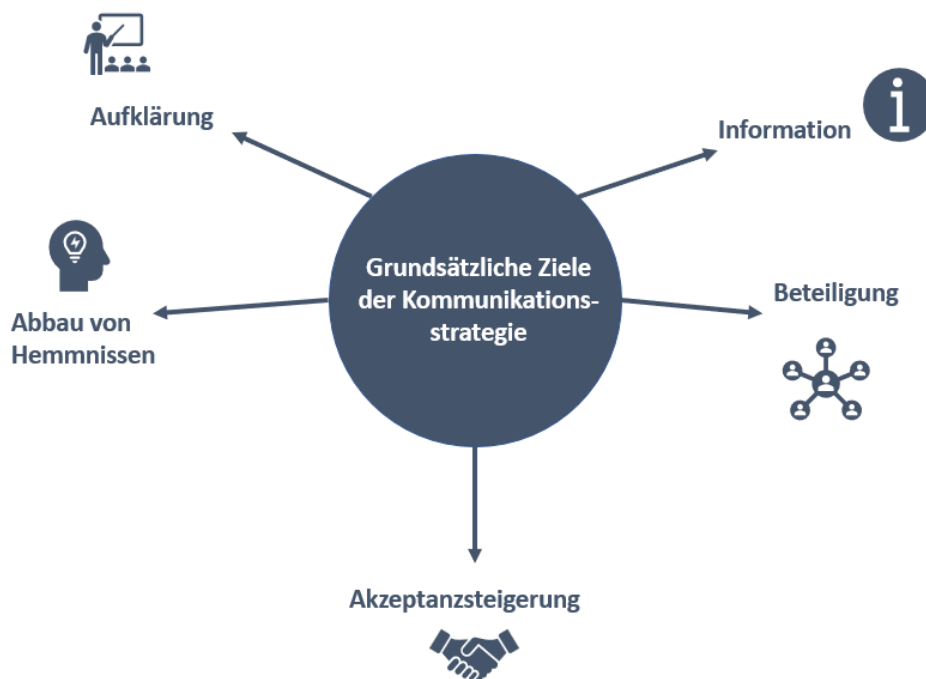 Aufklärung
Information
Grundsätzliche Ziele
der Kommunikations-
strategie
Beteiligung
Abbau von
Hemmnissen
Akzeptanzsteigerung